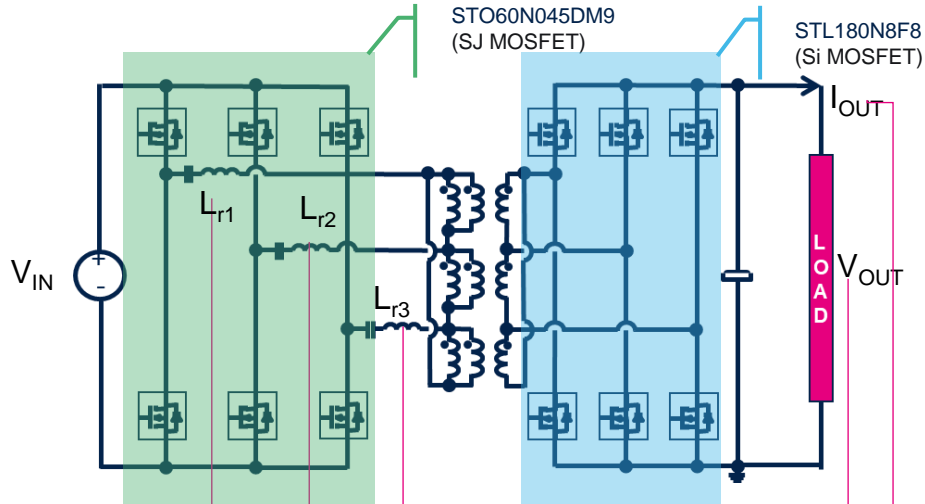 STO60N045DM9
(SJ MOSFET)
STL180N8F8
(Si MOSFET)
IOUT
Lr1
Lr2
Lr3
VIN
+
-
LOAD
VOUT